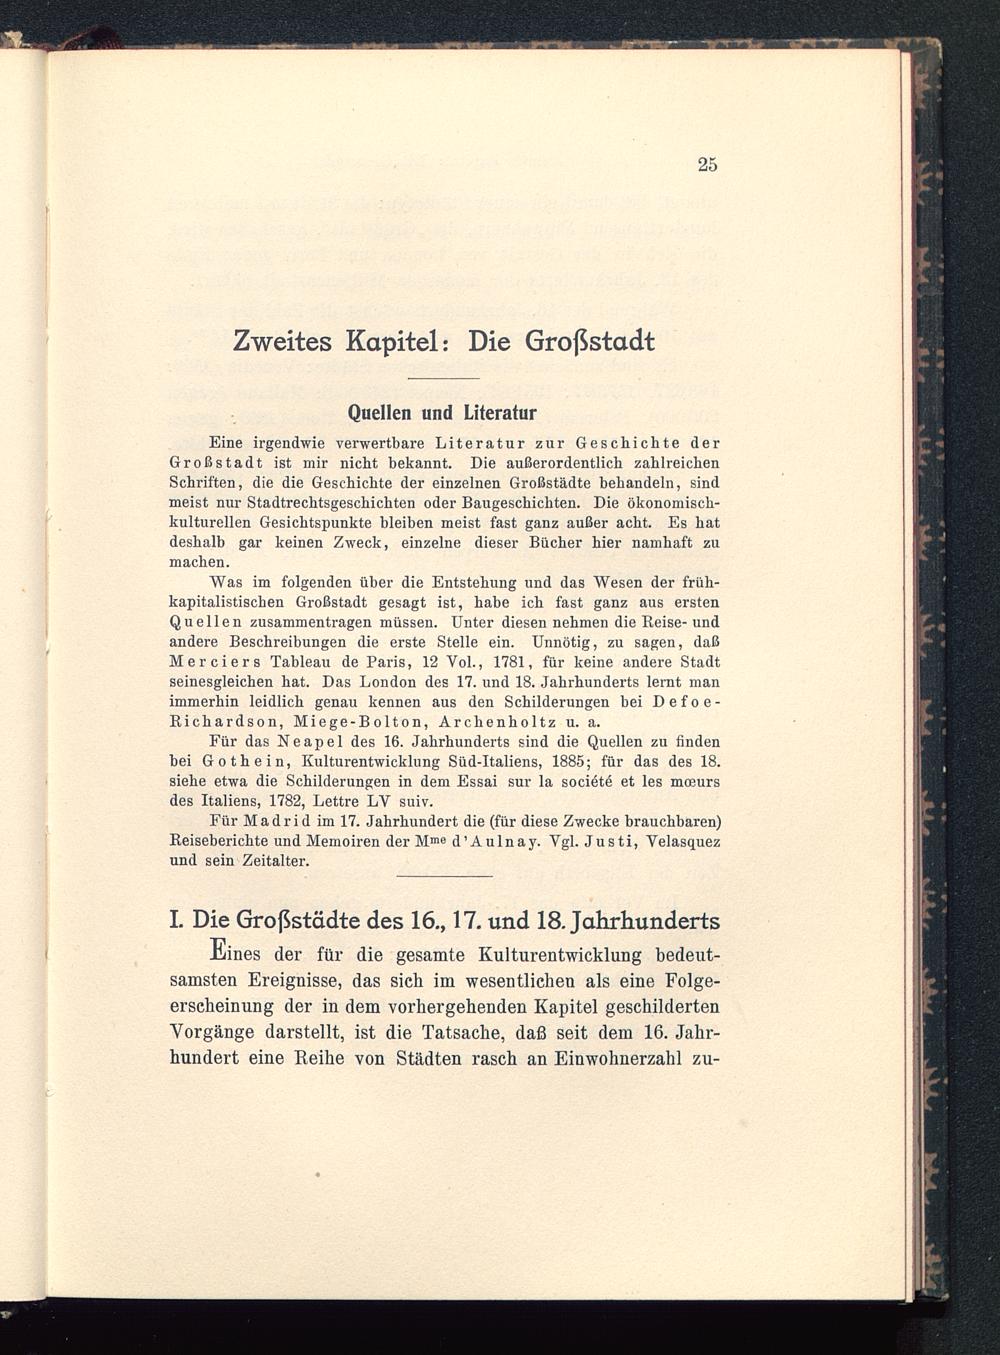 25
Zweites Kapitel: Die Großstadt
Quellen und Literatur
Eine irgendwie verwertbare Literatur zur Geschichte der
Großstadt ist mir nicht bekannt. Die außerordentlich zahlreichen
Schriften, die die Geschichte der einzelnen Großstädte behandeln, sind
meist nur Stadtrechtsgeschichten oder Baugeschichten. Die ökonomisch-
kulturellen Gesichtspunkte bleiben meist fast ganz außer acht. Es hat
deshalb gar keinen Zweck, einzelne dieser Bücher hier namhaft zu
machen.
Was im folgenden über die Entstehung und das Wesen der früh-
kapitalistischen Großstadt gesagt ist, habe ich fast ganz aus ersten
Quellen zusammentragen müssen. Unter diesen nehmen die Reise- und
andere Beschreibungen die erste Stelle ein. Unnötig, zu sagen, daß
Merciers Tableau de Paris, 12 Vol., 1781, für keine andere Stadt
seinesgleichen hat. Das London des 17. und 18. Jahrhunderts lernt man
immerhin leidlich genau kennen aus den Schilderungen bei Defoe-
Richardson, Miege-Bolton, Archenholtz u. a.
Für das Neapel des 16. Jahrhunderts sind die Quellen zu finden
bei Gothein, Kulturentwicklung Süd-Italiens, 1885; für das des 18.
siehe etwa die Schilderungen in dem Essai sur la société et les mœurs
des Italiens, 1782, Lettre LV suiv.
Für Madrid im 17. Jahrhundert die (für diese Zwecke brauchbaren)
Reiseberichte und Memoiren der Mme d'Aulnay. Vgl. Justi, Velasquez
und sein Zeitalter.
I. Die Großstädte des 16., 17. und 18. Jahrhunderts
Eines der für die gesamte Kulturentwicklung bedeut-
samsten Ereignisse, das sich im wesentlichen als eine Folge-
erscheinung der in dem vorhergehenden Kapitel geschilderten
Vorgänge darstellt, ist die Tatsache, daß seit dem 16. Jahr-
hundert eine Reihe von Städten rasch an Einwohnerzahl zu-